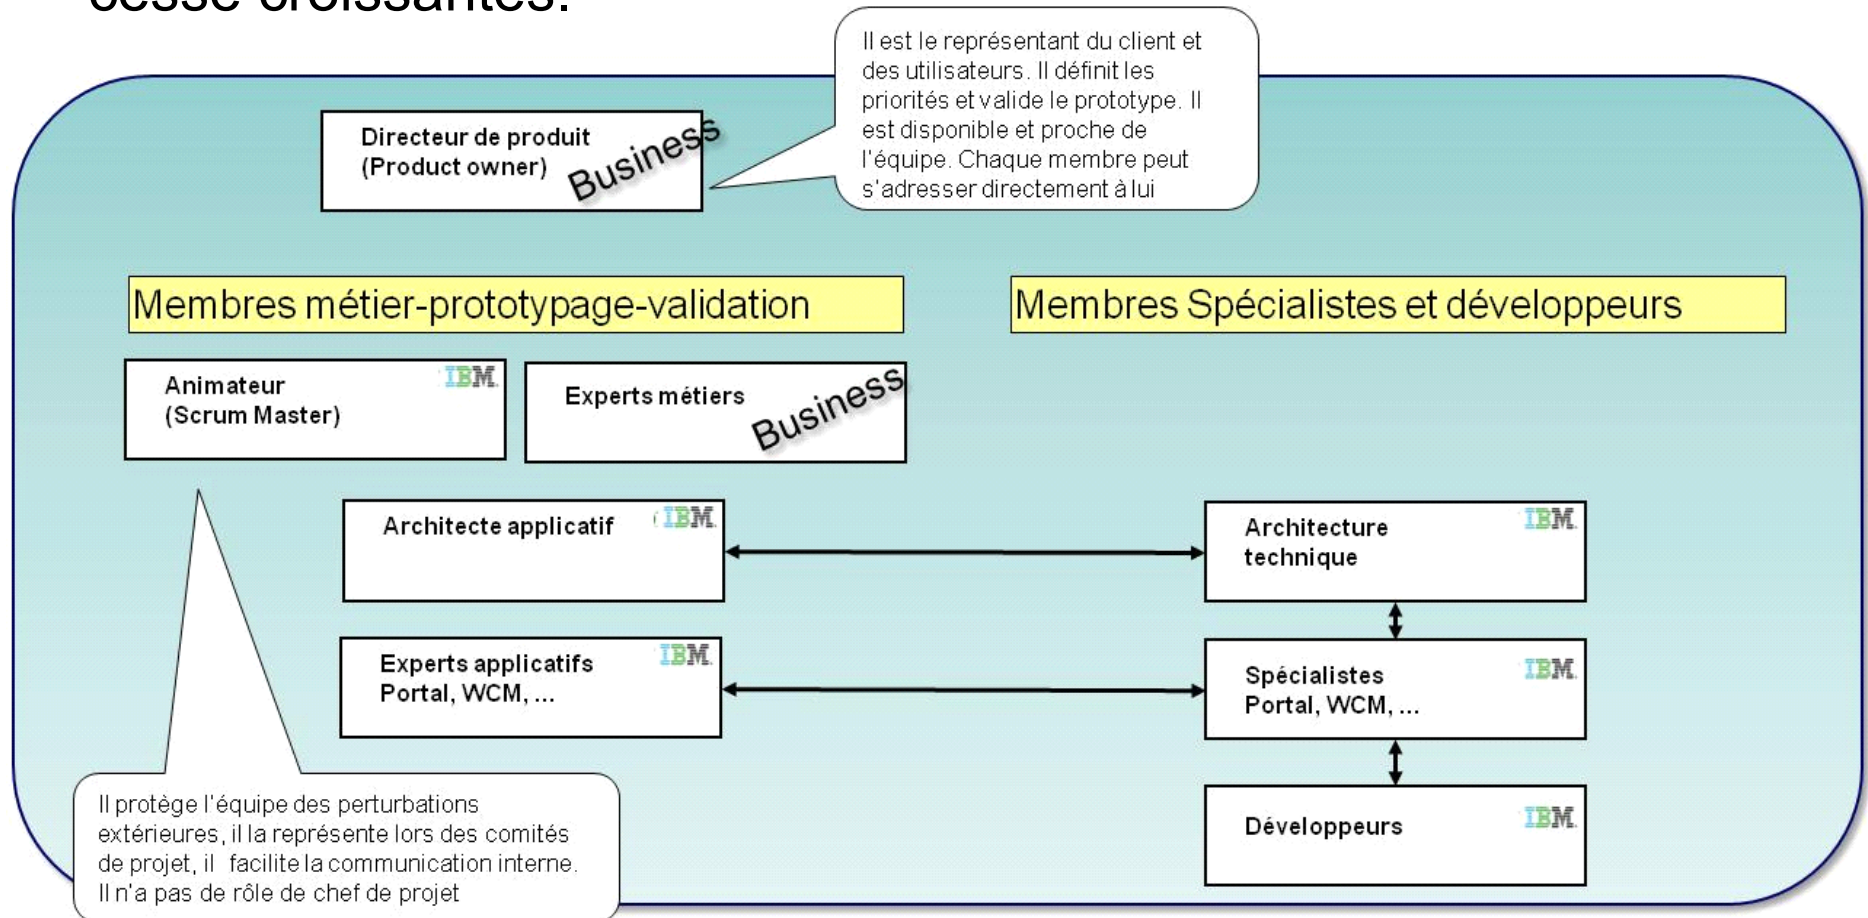 cesse croissantes.
Il est le représentant du client et
des utilisateurs. Il définit les
priorités et valide le prototype. Il
est disponible et proche de
l'équipe. Chaque membre peut
s'adresser directement à lui
Directeur de produit
(Product owner)
Business
Membres métier-prototypage-validation
Membres Spécialistes et développeurs
Animateur
(Scrum Master)
IBM
Experts métiers
Business
Architecte applicatif
IBM
Architecture
technique
IBM
Experts applicatifs
Portal, WCM, ...
IBM
Spécialistes
Portal, WCM, ...
IBM
Il protège l'équipe des perturbations
extérieures, il la représente lors des comités
de projet, il facilite la communication interne.
Il n'a pas de rôle de chef de projet
Développeurs
IBM